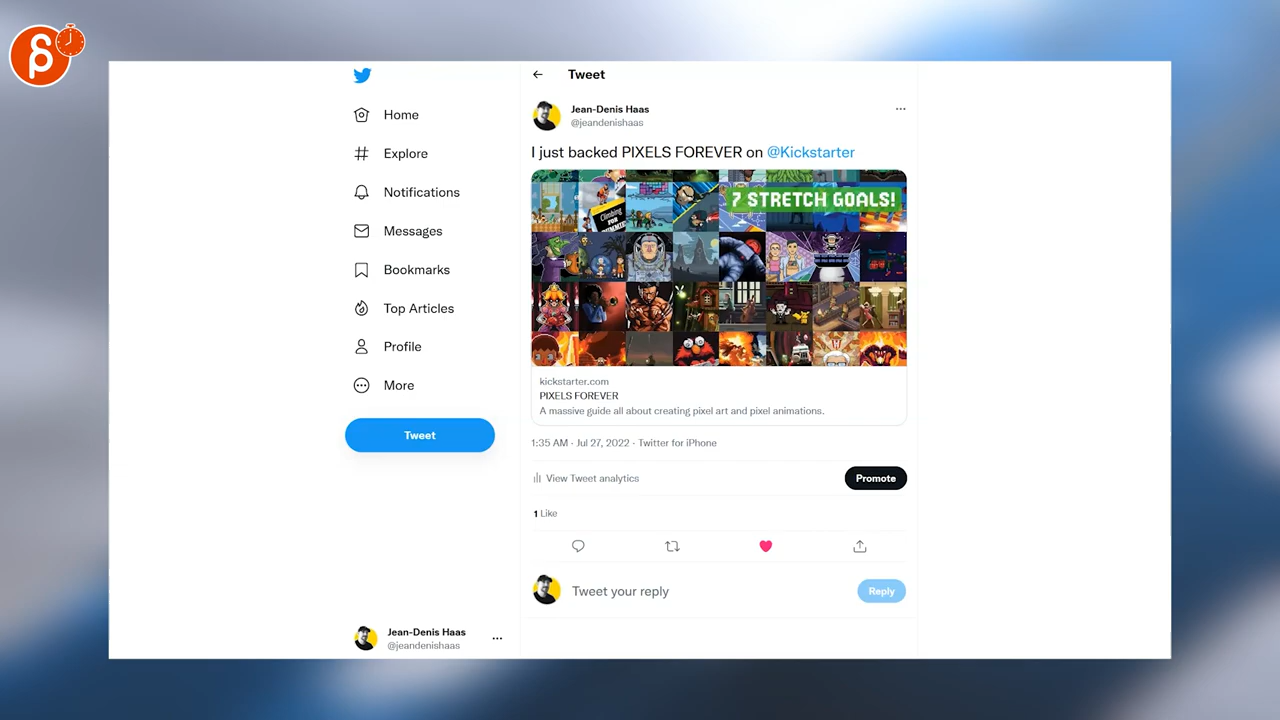 Home
Explore
Notifications
Messages
Bookmarks
Top Articles
Profile
More
Tweet
Jean-Denis Haas
@jeandenishaas
Tweet
Jean-Denis Haas
@jeandenishaas
I just backed PIXELS FOREVER on @Kickstarter
7 STRETCH GOALS!
Climbing
FOR
kickstarter.com
PIXELS FOREVER
A massive guide all about creating pixel art and pixel animations.
1:35 AM · Jul 27, 2022 · Twitter for iPhone
View Tweet analytics
Promote
1 Like
Tweet your reply
Reply